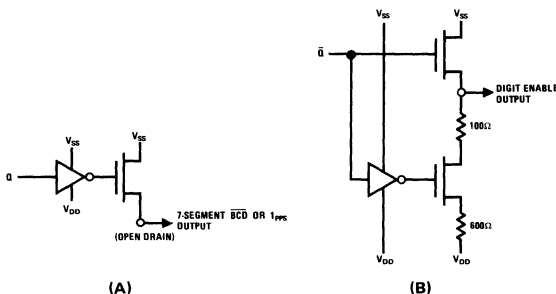 VSS
VSS
Q̄
DIGIT ENABLE
OUTPUT
100Ω
VSS
VSS
Q
VDD
7-SEGMENT B̅C̅D̅ OR 1PPS
OUTPUT
(OPEN DRAIN)
600Ω
VDD
VDD
(A)
(B)